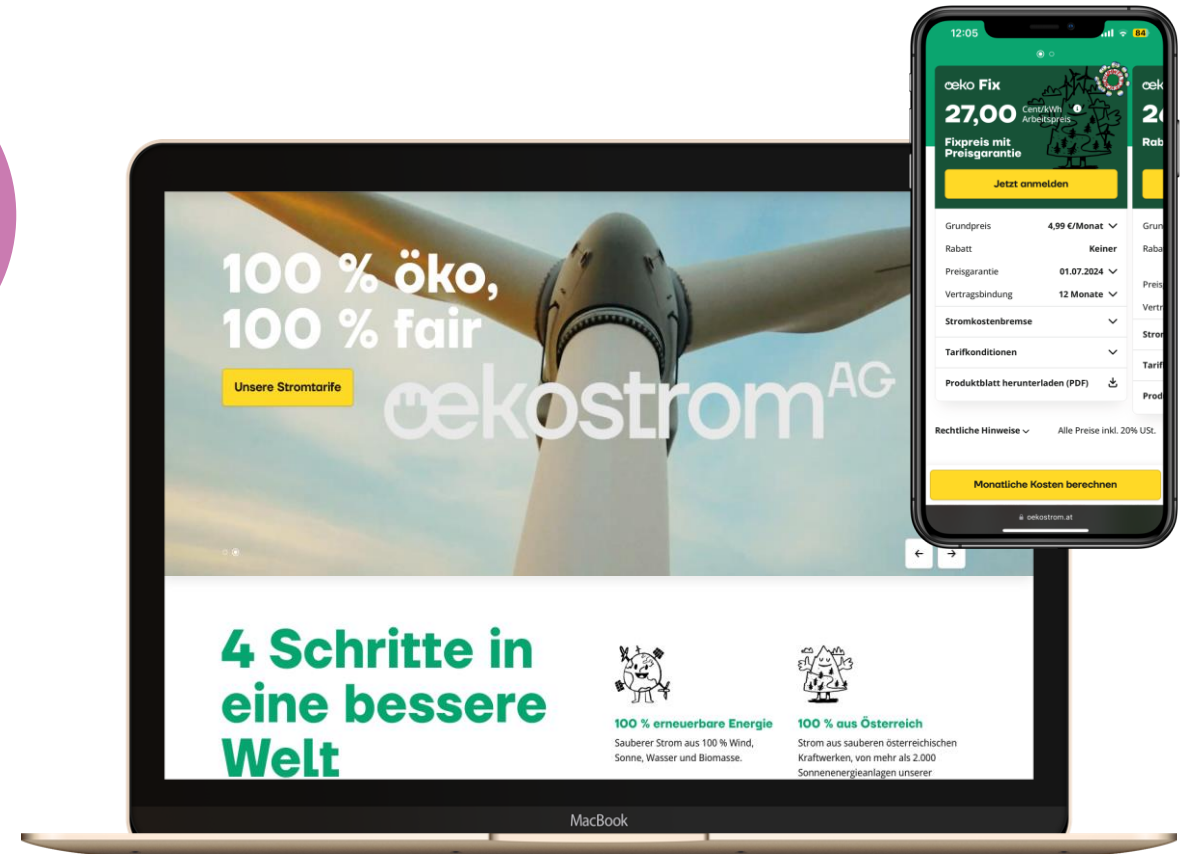 100 % öko,
100 % fair
Unsere Stromtarife
œkostrom AG
4 Schritte in
eine bessere
Welt
100 % erneuerbare Energie
Sauberer Strom aus 100 % Wind,
Sonne, Wasser und Biomasse.
100 % aus Österreich
Strom aus sauberen österreichischen
Kraftwerken, von mehr als 2.000
Sonnenenergieanlagen unserer
MacBook
12:05
84
œko Fix
27,00 Cent/kWh
Arbeitspreis
Fixpreis mit
Preisgarantie
Jetzt anmelden
Grundpreis 4,99 €/Monat
Rabatt Keiner
Preisgarantie 01.07.2024
Vertragsbindung 12 Monate
Stromkostenbremse
Tarifkonditionen
Produktblatt herunterladen (PDF)
Rechtliche Hinweise
Alle Preise inkl. 20% USt.
Monatliche Kosten berechnen
oekostrom.at